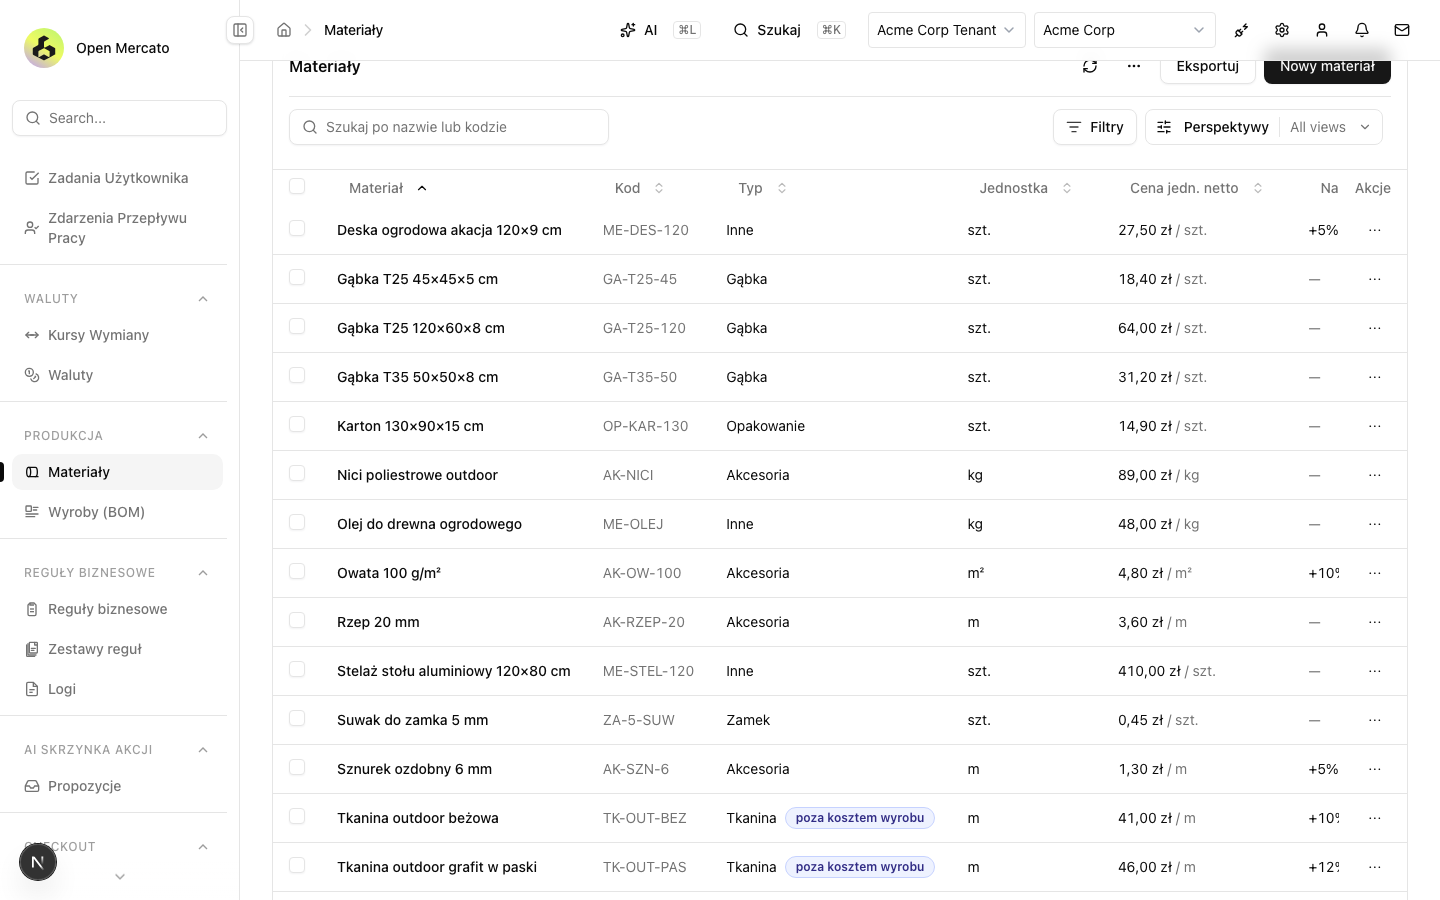 Open Mercato
Materiały
AI ⌘L
Szukaj ⌘K
Acme Corp Tenant
Acme Corp
Search...
Zadania Użytkownika
Zdarzenia Przepływu
Pracy
WALUTY
Kursy Wymiany
Waluty
PRODUKCJA
Materiały
Wyroby (BOM)
REGUŁY BIZNESOWE
Reguły biznesowe
Zestawy reguł
Logi
AI SKRZYNKA AKCJI
Propozycje
CHECKOUT
N
Materiały
Eksportuj
Nowy materiał
Szukaj po nazwie lub kodzie
Filtry
Perspektywy All views
Materiał Kod Typ Jednostka Cena jedn. netto Na Akcje
Deska ogrodowa akacja 120×9 cm ME-DES-120 Inne szt. 27,50 zł / szt. +5% ...
Gąbka T25 45×45×5 cm GA-T25-45 Gąbka szt. 18,40 zł / szt. — ...
Gąbka T25 120×60×8 cm GA-T25-120 Gąbka szt. 64,00 zł / szt. — ...
Gąbka T35 50×50×8 cm GA-T35-50 Gąbka szt. 31,20 zł / szt. — ...
Karton 130×90×15 cm OP-KAR-130 Opakowanie szt. 14,90 zł / szt. — ...
Nici poliestrowe outdoor AK-NICI Akcesoria kg 89,00 zł / kg — ...
Olej do drewna ogrodowego ME-OLEJ Inne kg 48,00 zł / kg — ...
Owata 100 g/m² AK-OW-100 Akcesoria m² 4,80 zł / m² +10% ...
Rzep 20 mm AK-RZEP-20 Akcesoria m 3,60 zł / m — ...
Stelaż stołu aluminiowy 120×80 cm ME-STEL-120 Inne szt. 410,00 zł / szt. — ...
Suwak do zamka 5 mm ZA-5-SUW Zamek szt. 0,45 zł / szt. — ...
Sznurek ozdobny 6 mm AK-SZN-6 Akcesoria m 1,30 zł / m +5% ...
Tkanina outdoor beżowa TK-OUT-BEZ Tkanina poza kosztem wyrobu m 41,00 zł / m +10% ...
Tkanina outdoor grafit w paski TK-OUT-PAS Tkanina poza kosztem wyrobu m 46,00 zł / m +12% ...